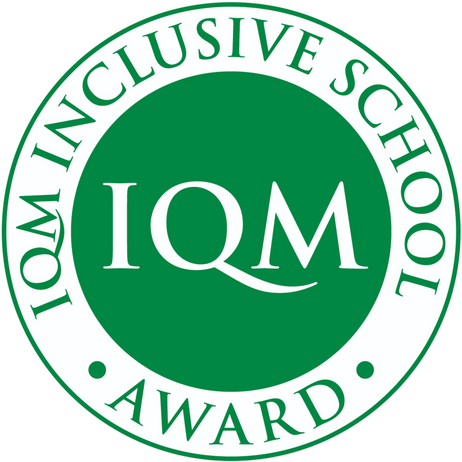 IQM INCLUSIVE SCHOOL
IQM
• AWARD •